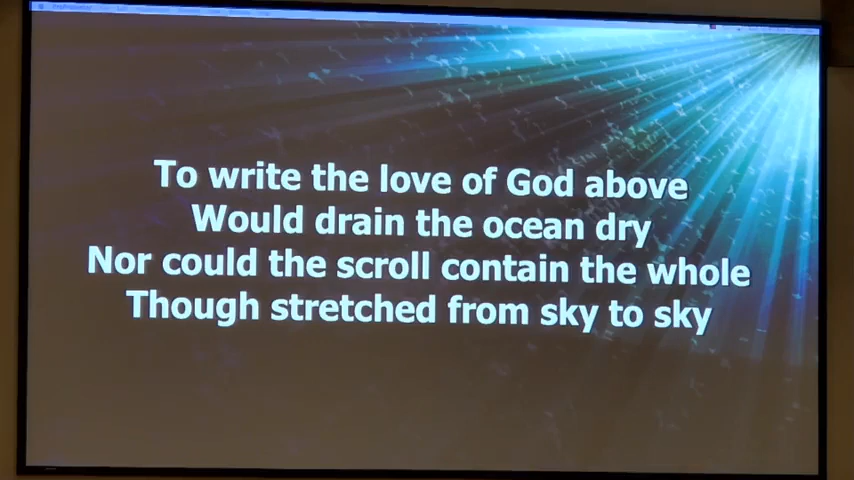 To write the love of God above
Would drain the ocean dry
Nor could the scroll contain the whole
Though stretched from sky to sky